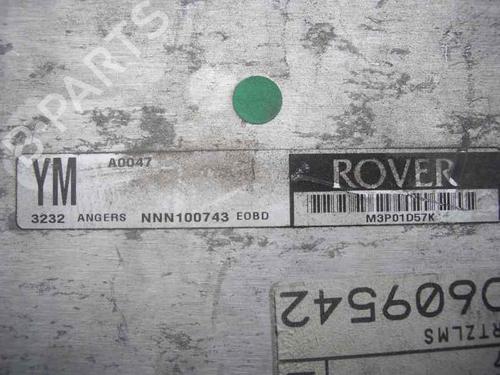 B-PARTS
YM
A0047
3232 ANGERS NNN100743 EOBD
ROVER
M3P01D57K
0609542
RTZLMS